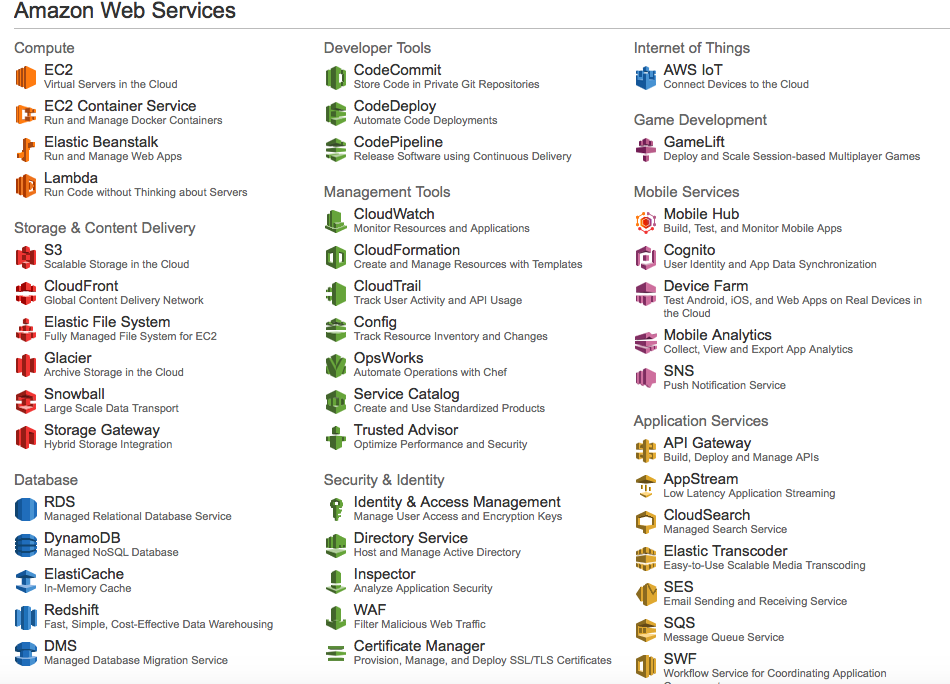 Amazon Web Services
Compute
EC2
Virtual Servers in the Cloud
EC2 Container Service
Run and Manage Docker Containers
Elastic Beanstalk
Run and Manage Web Apps
Lambda
Run Code without Thinking about Servers
Storage & Content Delivery
S3
Scalable Storage in the Cloud
CloudFront
Global Content Delivery Network
Elastic File System
Fully Managed File System for EC2
Glacier
Archive Storage in the Cloud
Snowball
Large Scale Data Transport
Storage Gateway
Hybrid Storage Integration
Database
RDS
Managed Relational Database Service
DynamoDB
Managed NoSQL Database
ElastiCache
In-Memory Cache
Redshift
Fast, Simple, Cost-Effective Data Warehousing
DMS
Managed Database Migration Service
Developer Tools
CodeCommit
Store Code in Private Git Repositories
CodeDeploy
Automate Code Deployments
CodePipeline
Release Software using Continuous Delivery
Management Tools
CloudWatch
Monitor Resources and Applications
CloudFormation
Create and Manage Resources with Templates
CloudTrail
Track User Activity and API Usage
Config
Track Resource Inventory and Changes
OpsWorks
Automate Operations with Chef
Service Catalog
Create and Use Standardized Products
Trusted Advisor
Optimize Performance and Security
Security & Identity
Identity & Access Management
Manage User Access and Encryption Keys
Directory Service
Host and Manage Active Directory
Inspector
Analyze Application Security
WAF
Filter Malicious Web Traffic
Certificate Manager
Provision, Manage, and Deploy SSL/TLS Certificates
Internet of Things
AWS IoT
Connect Devices to the Cloud
Game Development
GameLift
Deploy and Scale Session-based Multiplayer Games
Mobile Services
Mobile Hub
Build, Test, and Monitor Mobile Apps
Cognito
User Identity and App Data Synchronization
Device Farm
Test Android, iOS, and Web Apps on Real Devices in
the Cloud
Mobile Analytics
Collect, View and Export App Analytics
SNS
Push Notification Service
Application Services
API Gateway
Build, Deploy and Manage APIs
AppStream
Low Latency Application Streaming
CloudSearch
Managed Search Service
Elastic Transcoder
Easy-to-Use Scalable Media Transcoding
SES
Email Sending and Receiving Service
SQS
Message Queue Service
SWF
Workflow Service for Coordinating Application